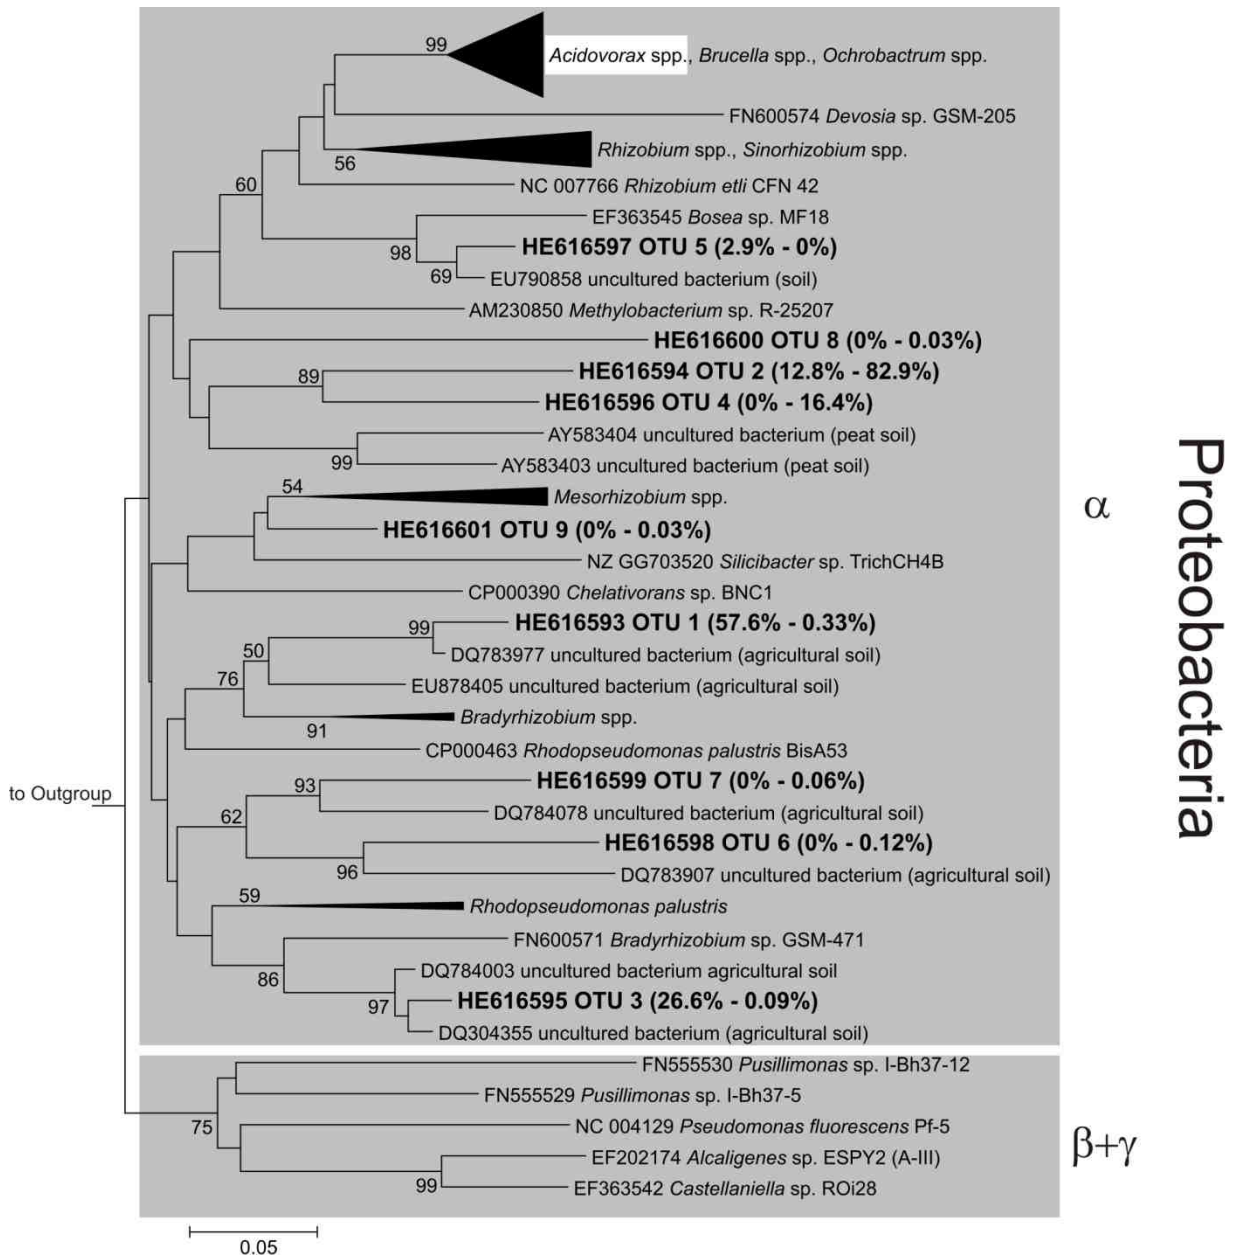 99
Acidovorax spp., Brucella spp., Ochrobactrum spp.
FN600574 Devosia sp. GSM-205
Rhizobium spp., Sinorhizobium spp.
56
NC 007766 Rhizobium etli CFN 42
60
EF363545 Bosea sp. MF18
HE616597 OTU 5 (2.9% - 0%)
98
69
EU790858 uncultured bacterium (soil)
AM230850 Methylobacterium sp. R-25207
HE616600 OTU 8 (0% - 0.03%)
89
HE616594 OTU 2 (12.8% - 82.9%)
HE616596 OTU 4 (0% - 16.4%)
AY583404 uncultured bacterium (peat soil)
99
AY583403 uncultured bacterium (peat soil)
54
Mesorhizobium spp.
HE616601 OTU 9 (0% - 0.03%)
NZ GG703520 Silicibacter sp. TrichCH4B
CP000390 Chelativorans sp. BNC1
99
HE616593 OTU 1 (57.6% - 0.33%)
50
DQ783977 uncultured bacterium (agricultural soil)
76
EU878405 uncultured bacterium (agricultural soil)
Bradyrhizobium spp.
91
CP000463 Rhodopseudomonas palustris BisA53
93
HE616599 OTU 7 (0% - 0.06%)
62
DQ784078 uncultured bacterium (agricultural soil)
HE616598 OTU 6 (0% - 0.12%)
96
DQ783907 uncultured bacterium (agricultural soil)
59
Rhodopseudomonas palustris
FN600571 Bradyrhizobium sp. GSM-471
86
DQ784003 uncultured bacterium agricultural soil
97
HE616595 OTU 3 (26.6% - 0.09%)
DQ304355 uncultured bacterium (agricultural soil)
to Outgroup
FN555530 Pusillimonas sp. I-Bh37-12
FN555529 Pusillimonas sp. I-Bh37-5
75
NC 004129 Pseudomonas fluorescens Pf-5
EF202174 Alcaligenes sp. ESPY2 (A-III)
99
EF363542 Castellaniella sp. ROi28
0.05
α
β+γ
Proteobacteria